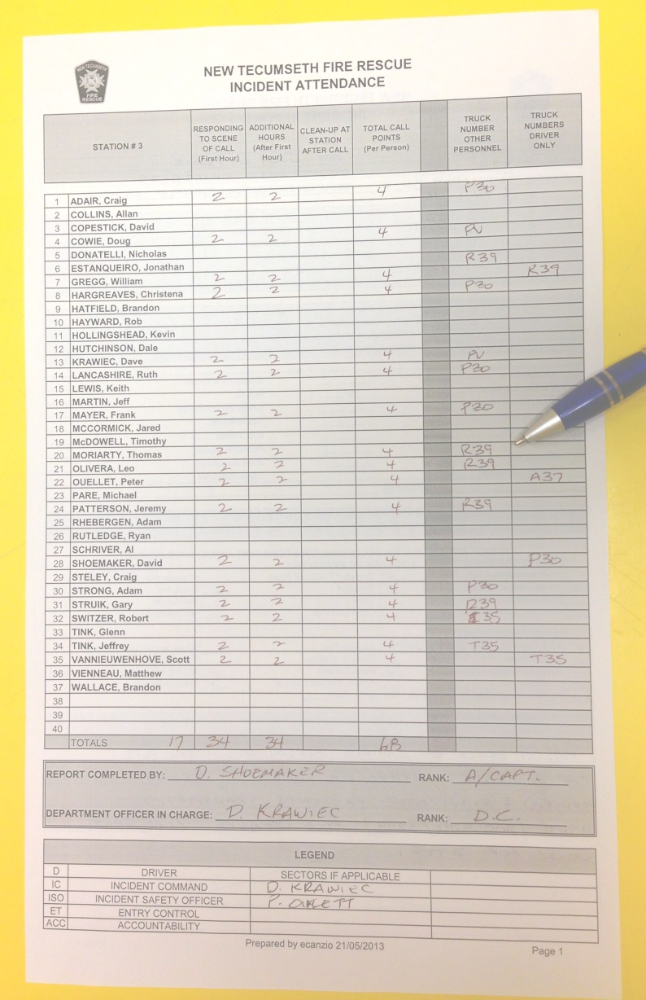 NEW TECUMSETH
FIRE
RESCUE
NEW TECUMSETH FIRE RESCUE
INCIDENT ATTENDANCE
STATION # 3 RESPONDING TO SCENE OF CALL (First Hour) ADDITIONAL HOURS (After First Hour) CLEAN-UP AT STATION AFTER CALL TOTAL CALL POINTS (Per Person) TRUCK NUMBER OTHER PERSONNEL TRUCK NUMBERS DRIVER ONLY
1 ADAIR, Craig 2 2 4 P30
2 COLLINS, Allan
3 COPESTICK, David
4 COWIE, Doug 2 2 4 PV
5 DONATELLI, Nicholas
6 ESTANQUEIRO, Jonathan R39
7 GREGG, William 2 2 4 R39
8 HARGREAVES, Christena 2 2 4 P30
9 HATFIELD, Brandon
10 HAYWARD, Rob
11 HOLLINGSHEAD, Kevin
12 HUTCHINSON, Dale
13 KRAWIEC, Dave 2 2 4 PV
14 LANCASHIRE, Ruth 2 2 4 P30
15 LEWIS, Keith
16 MARTIN, Jeff
17 MAYER, Frank 2 2 4 P30
18 MCCORMICK, Jared
19 McDOWELL, Timothy
20 MORIARTY, Thomas 2 2 4 R39
21 OLIVERA, Leo 2 2 4 R39
22 OUELLET, Peter 2 2 4 A37
23 PARE, Michael
24 PATTERSON, Jeremy 2 2 4 R39
25 RHEBERGEN, Adam
26 RUTLEDGE, Ryan
27 SCHRIVER, Al
28 SHOEMAKER, David 2 2 4 P30
29 STELEY, Craig
30 STRONG, Adam 2 2 4 P30
31 STRUIK, Gary 2 2 4 R39
32 SWITZER, Robert 2 2 4 T35
33 TINK, Glenn
34 TINK, Jeffrey 2 2 4 T35
35 VANNIEUWENHOVE, Scott 2 2 4 T35
36 VIENNEAU, Matthew
37 WALLACE, Brandon
38
39
40
TOTALS 17 34 34 68
REPORT COMPLETED BY: D. SHOEMAKER RANK: A/CAPT.
DEPARTMENT OFFICER IN CHARGE: D. KRAWIEC RANK: D.C.
LEGEND
D DRIVER SECTORS IF APPLICABLE
IC INCIDENT COMMAND D. KRAWIEC
ISO INCIDENT SAFETY OFFICER P.
ET ENTRY CONTROL
ACC ACCOUNTABILITY
Prepared by ecanzio 21/05/2013
Page 1